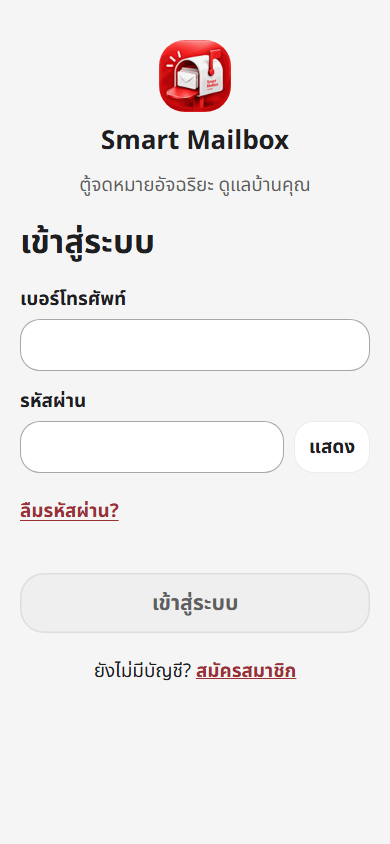 Smart Mailbox
ตู้จดหมายอัจฉริยะ ดูแลบ้านคุณ
เข้าสู่ระบบ
เบอร์โทรศัพท์
รหัสผ่าน
แสดง
ลืมรหัสผ่าน?
เข้าสู่ระบบ
ยังไม่มีบัญชี? สมัครสมาชิก